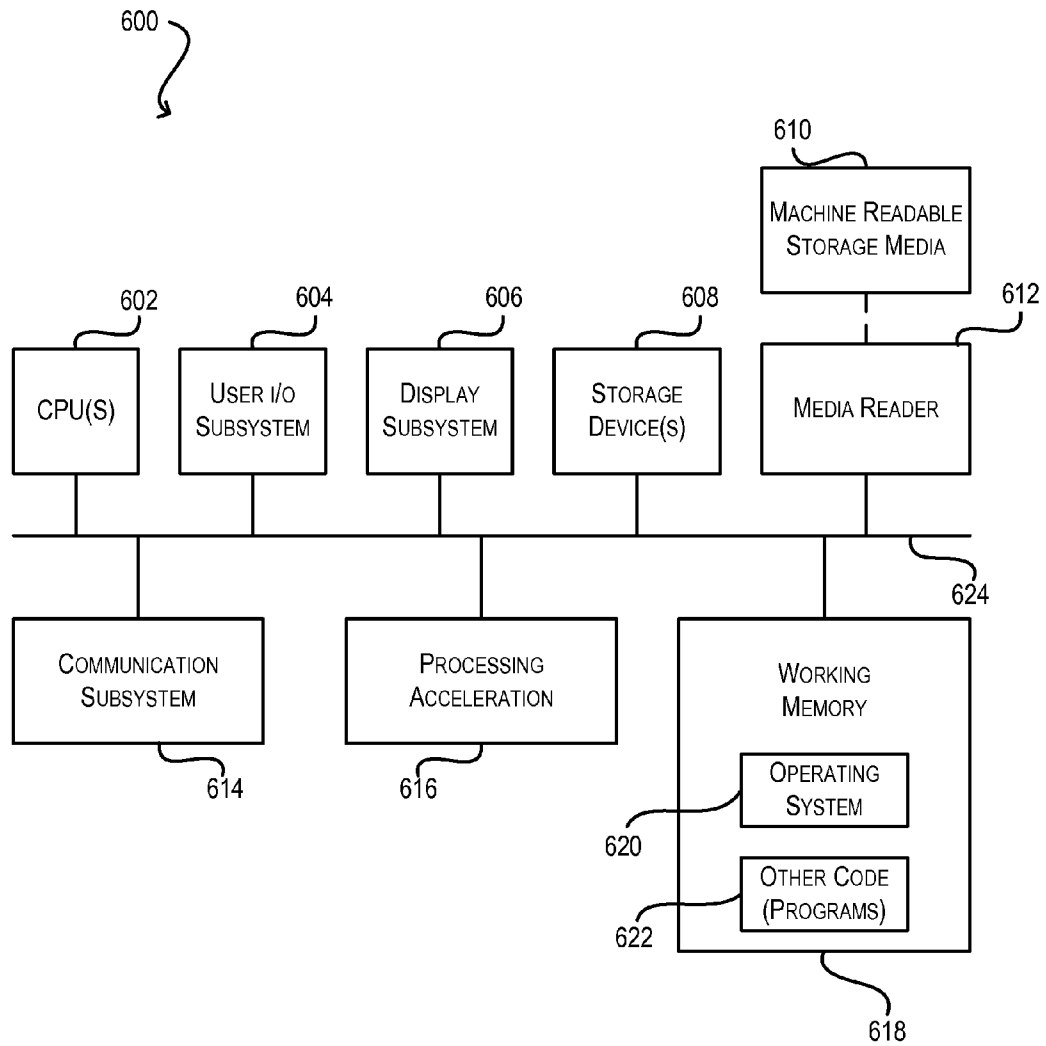 600
610
MACHINE READABLE
STORAGE MEDIA
602
604
606
608
612
CPU(S)
USER I/O
SUBSYSTEM
DISPLAY
SUBSYSTEM
STORAGE
DEVICE(S)
MEDIA READER
624
COMMUNICATION
SUBSYSTEM
PROCESSING
ACCELERATION
WORKING
MEMORY
614
616
OPERATING
SYSTEM
620
OTHER CODE
(PROGRAMS)
622
618